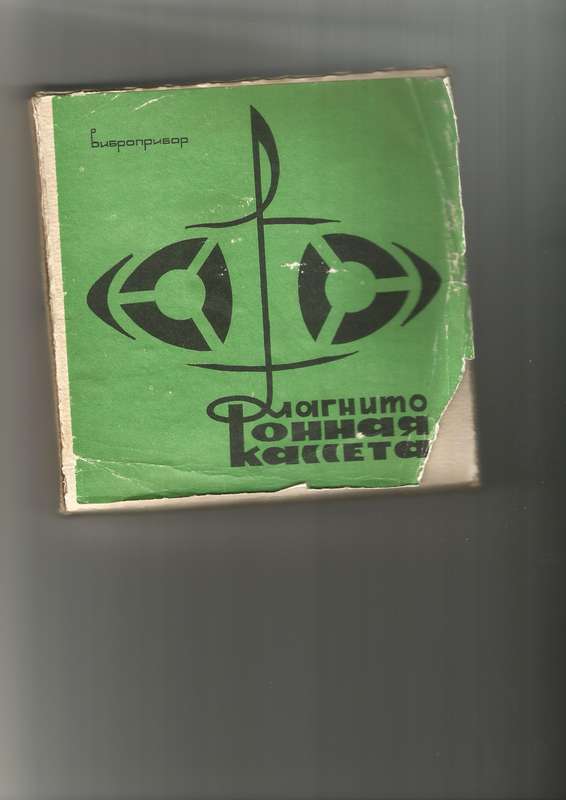 Виброприбор
магнито
фонная
кассета